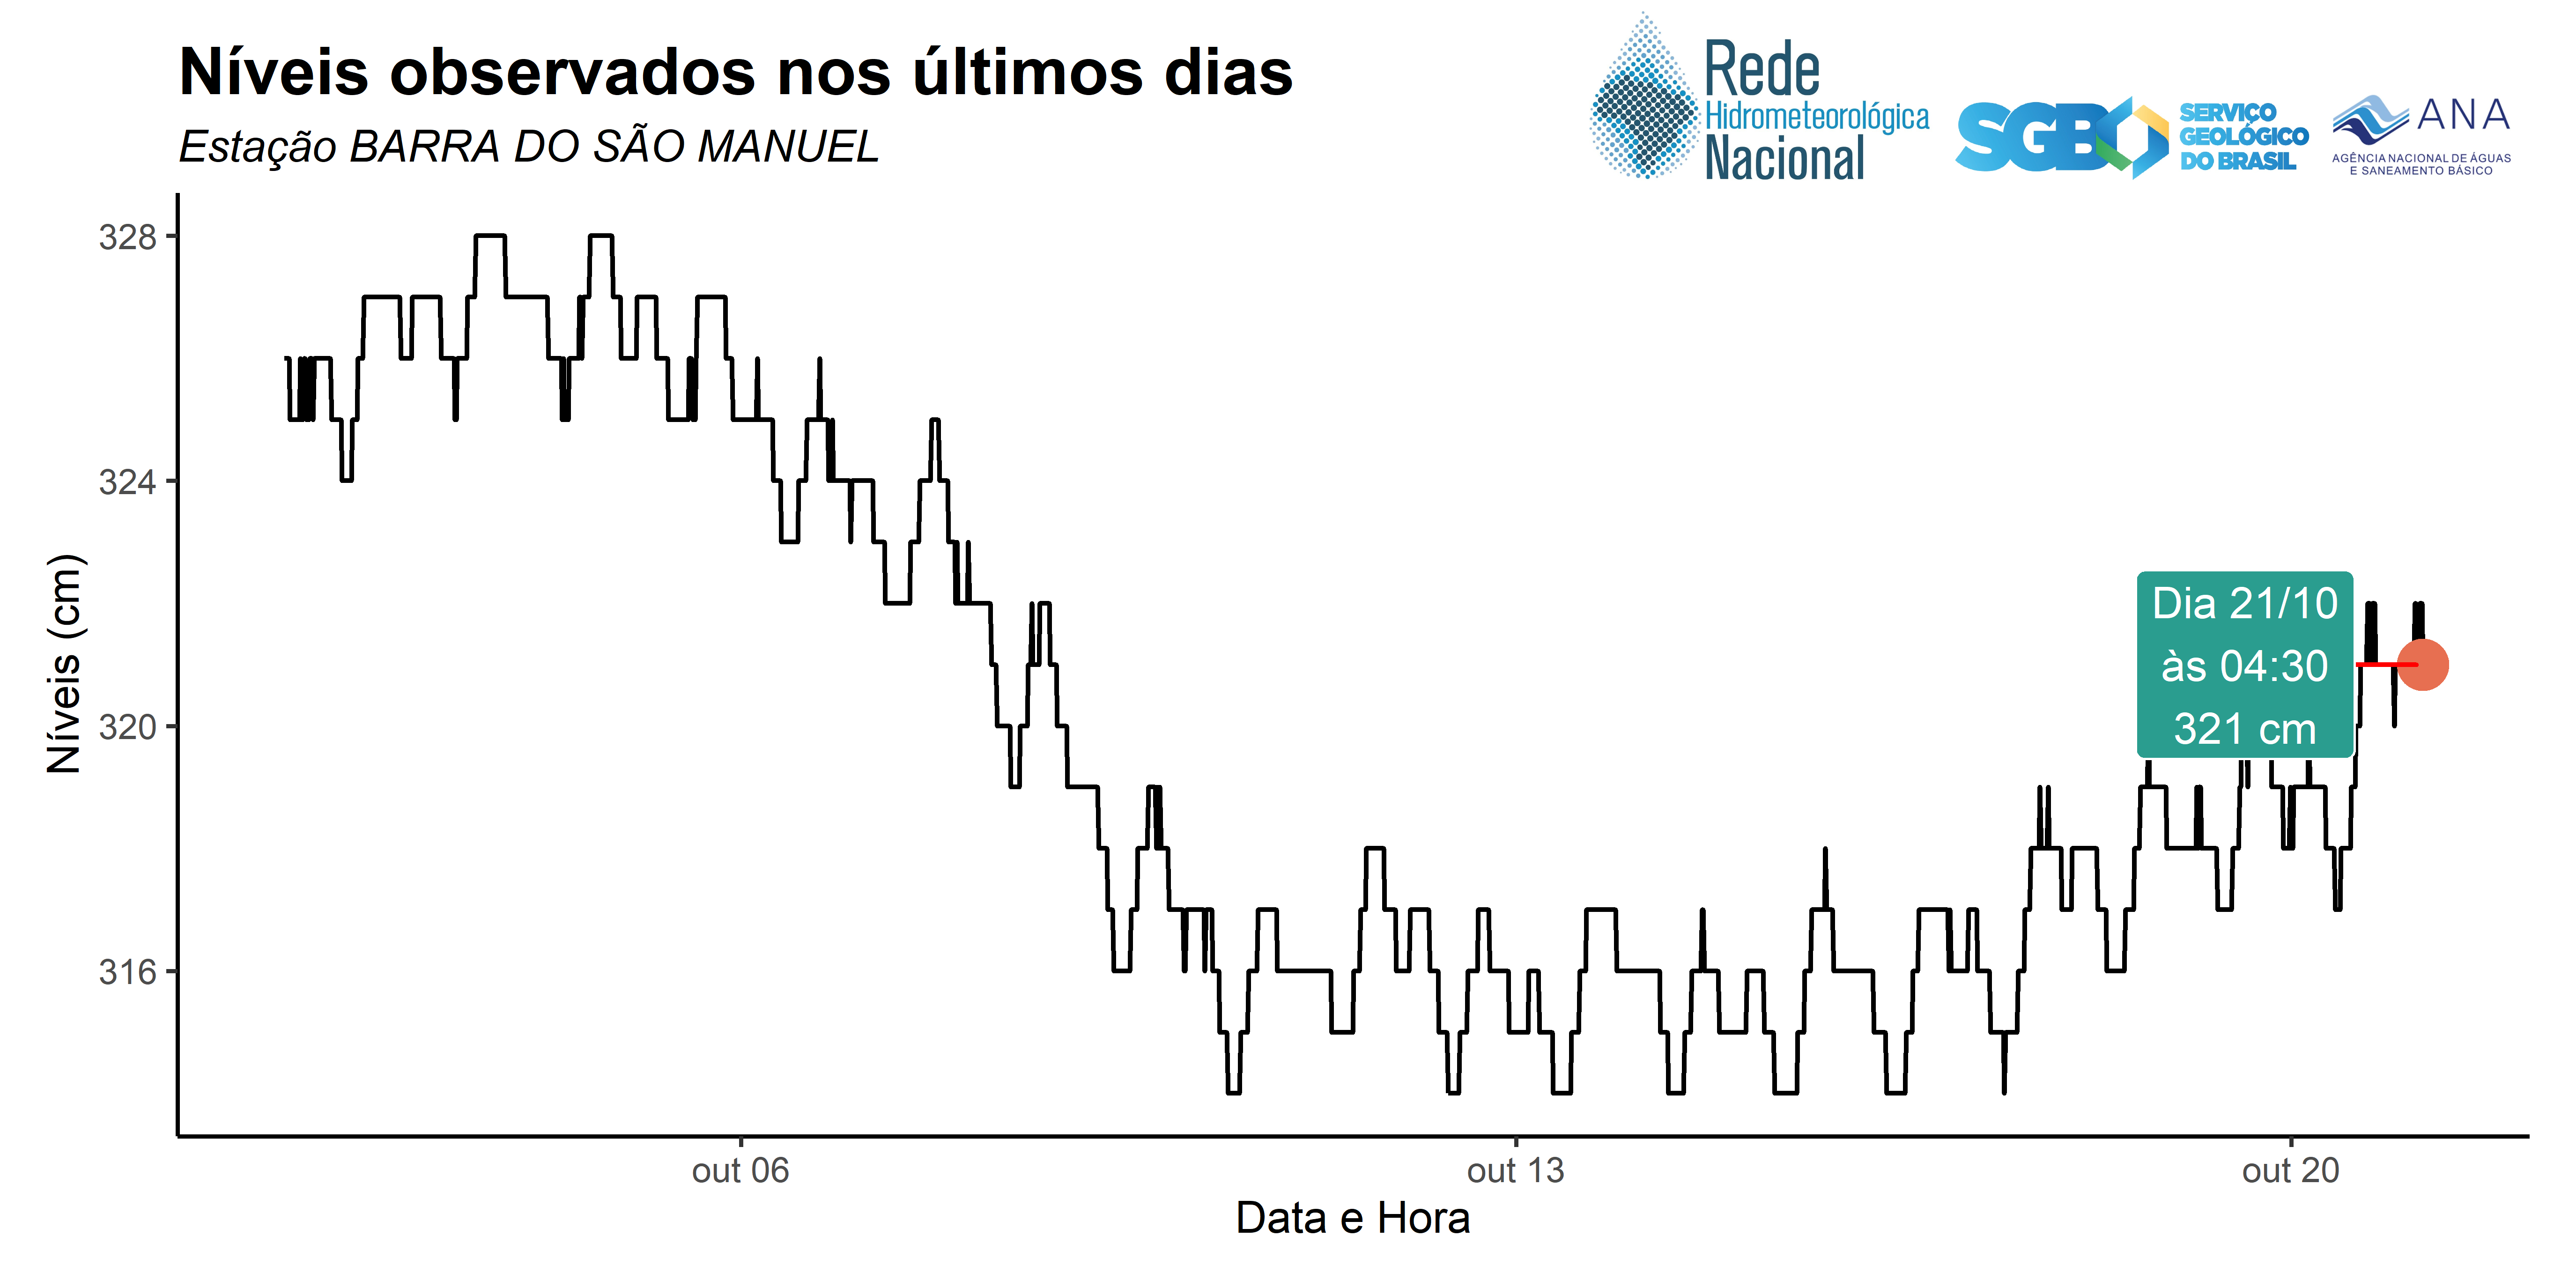 Níveis observados nos últimos dias
Estação BARRA DO SÃO MANUEL
Rede
Hidrometeorológica
Nacional
SGB
SERVIÇO
GEOLÓGICO
DO BRASIL
ANA
AGÊNCIA NACIONAL DE ÁGUAS
E SANEAMENTO BÁSICO
Níveis (cm)
328
324
320
316
Dia 21/10
às 04:30
321 cm
out 06
out 13
out 20
Data e Hora